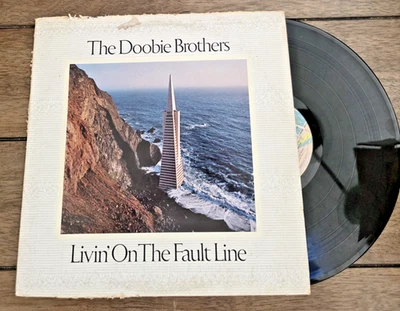 The Doobie Brothers
Livin' On The Fault Line